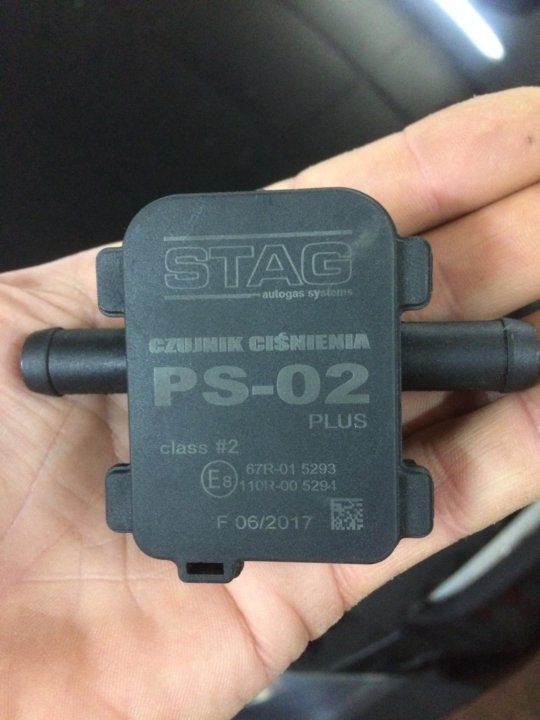 STAG
autogas systems
CZUJNIK CIŚNIENIA
PS-02
PLUS
class #2
E8 67R-01 5293
110R-00 5294
F 06/2017